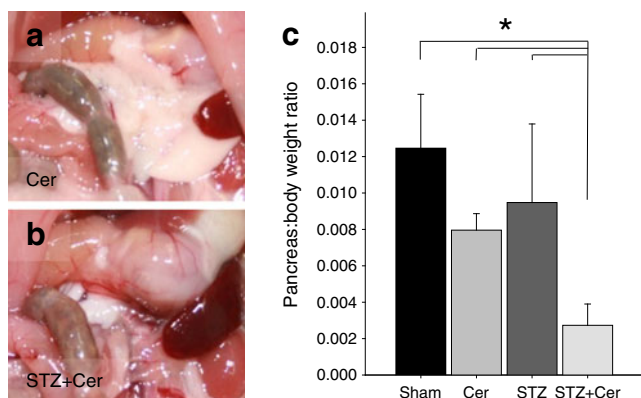 a
Cer
b
STZ+Cer
c
*
Pancreas:body weight ratio
0.018
0.016
0.014
0.012
0.010
0.008
0.006
0.004
0.002
0.000
Sham Cer STZ STZ+Cer